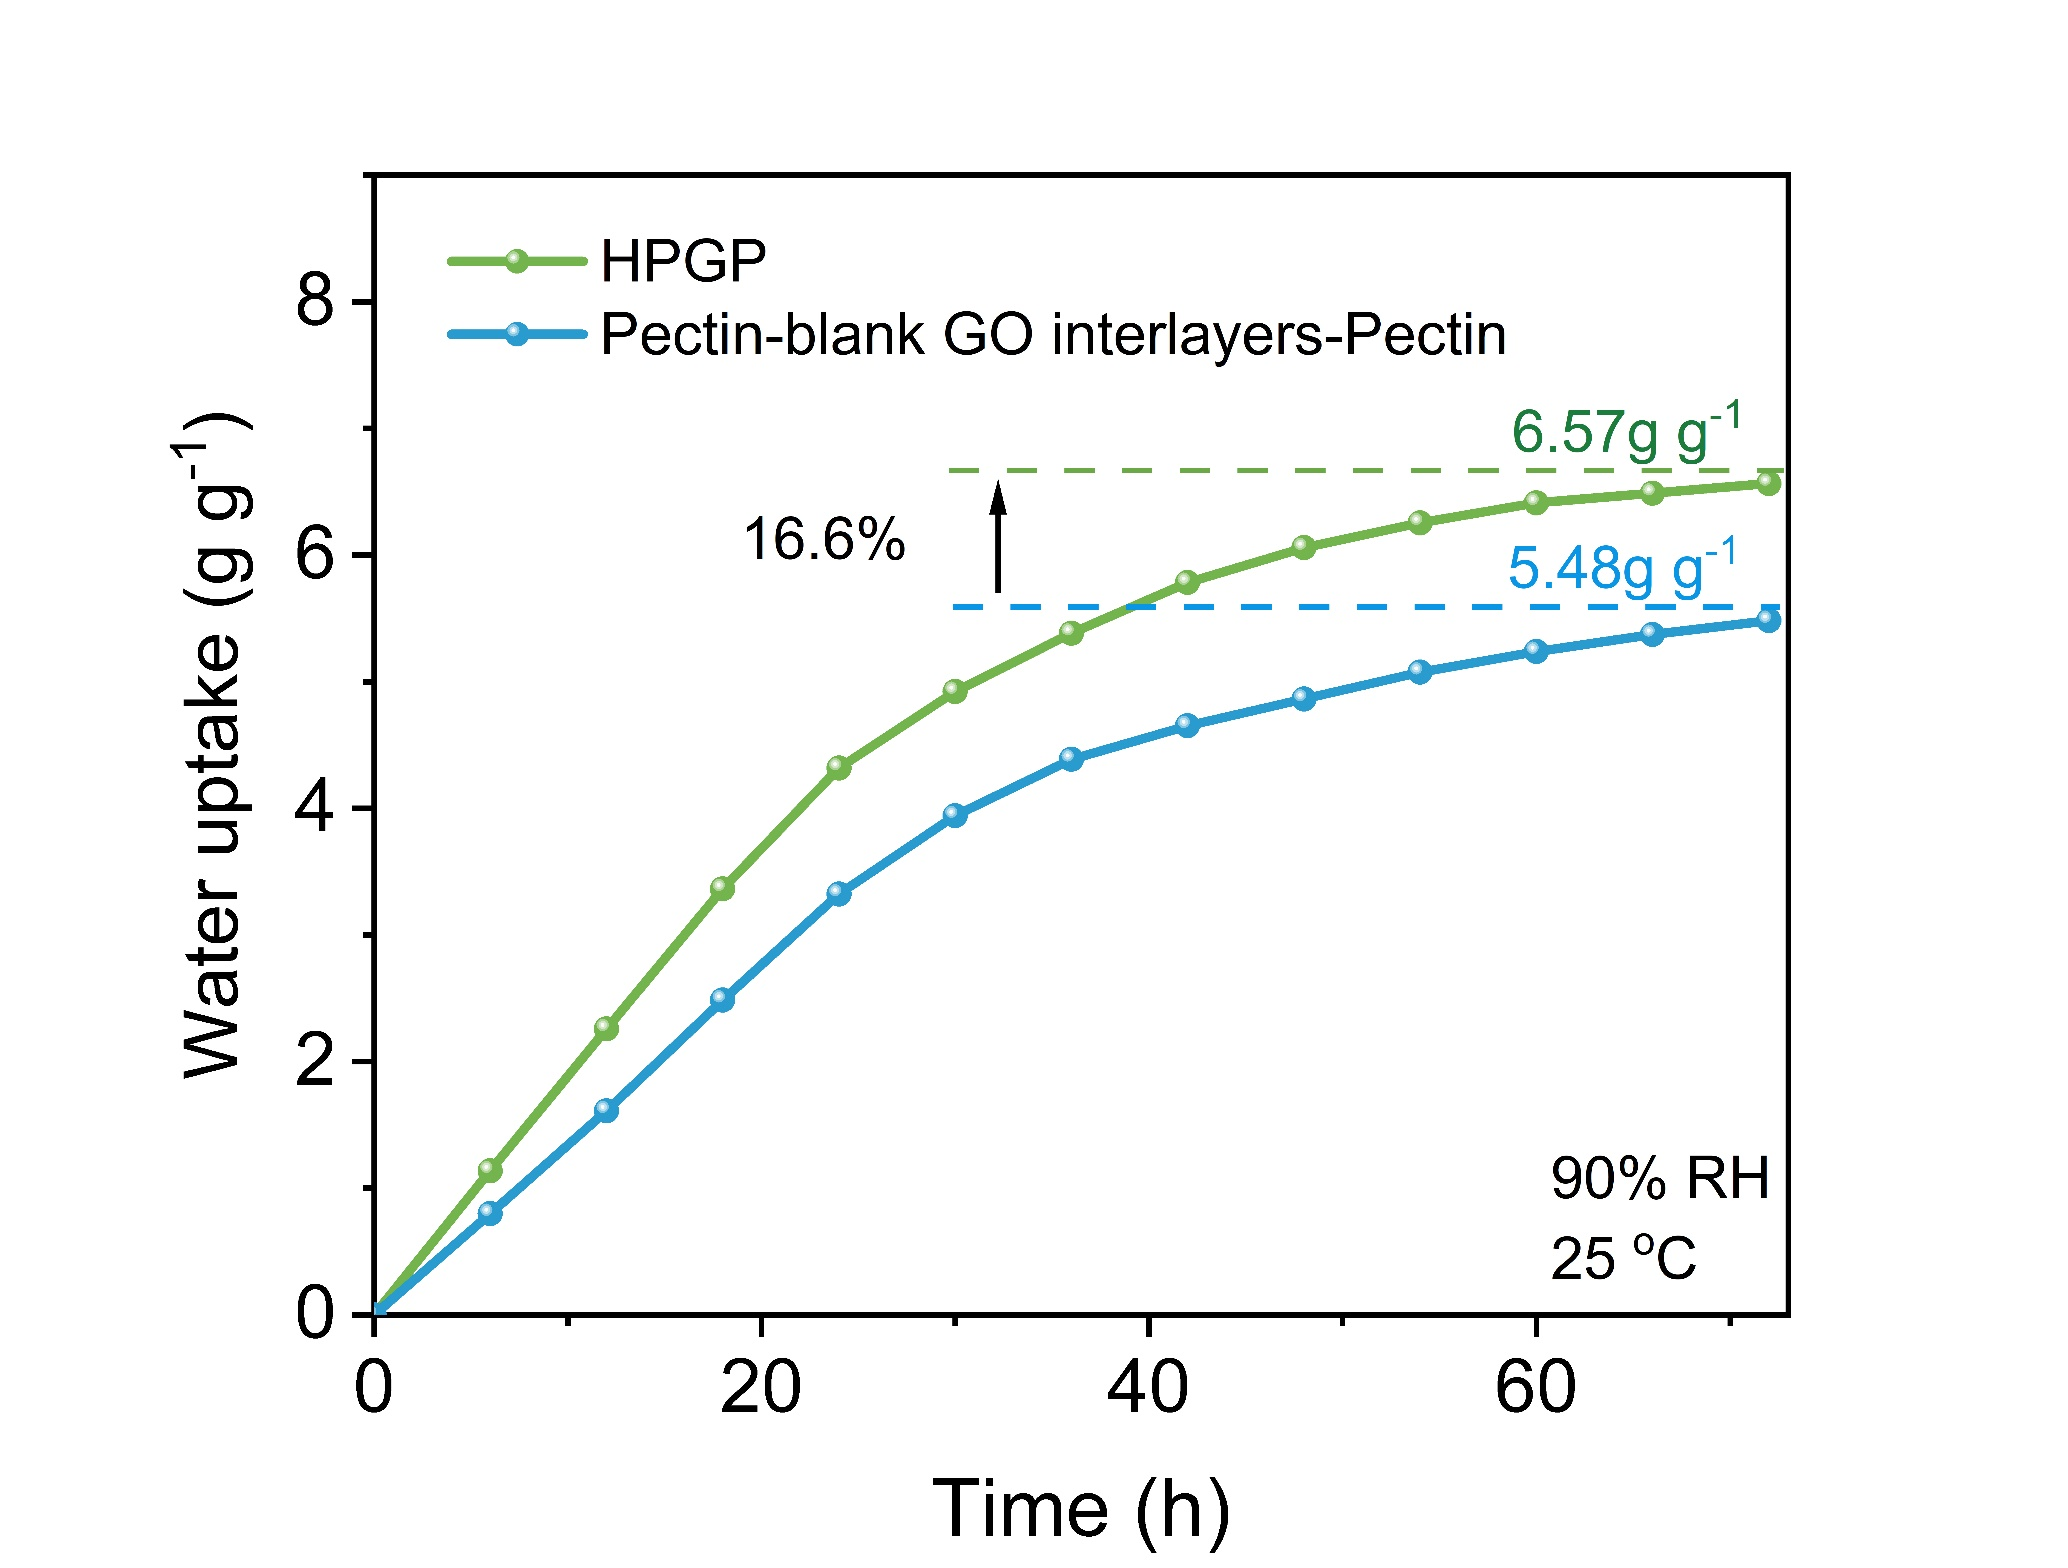 HPGP
Pectin-blank GO interlayers-Pectin
6.57g g⁻¹
16.6%
5.48g g⁻¹
90% RH
25 ºC
Water uptake (g g⁻¹)
8
6
4
2
0
0 20 40 60
Time (h)